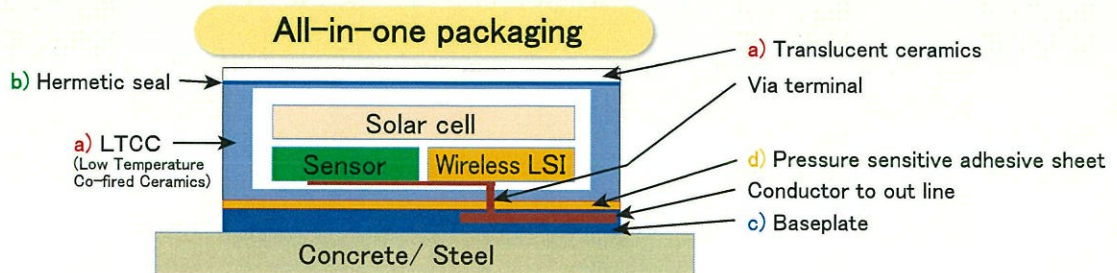 All-in-one packaging
b) Hermetic seal
a) Translucent ceramics
Via terminal
a) LTCC
(Low Temperature
Co-fired Ceramics)
Solar cell
Sensor
Wireless LSI
d) Pressure sensitive adhesive sheet
Conductor to out line
c) Baseplate
Concrete/ Steel